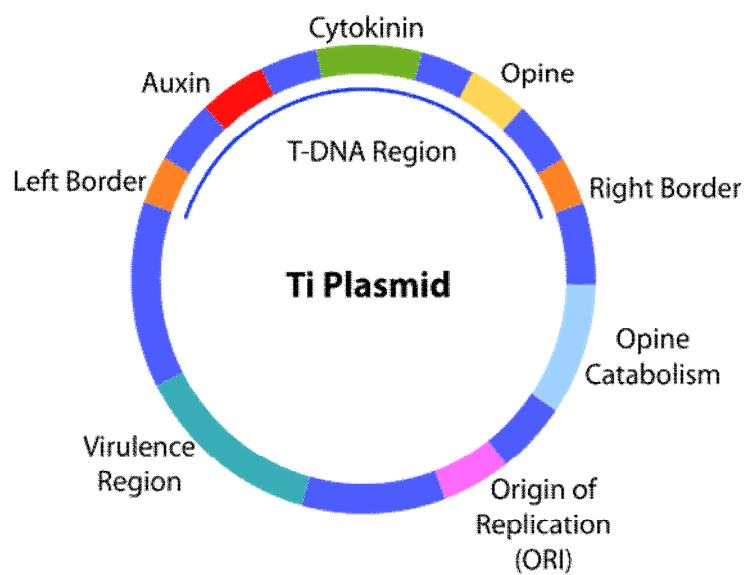 Cytokinin
Auxin
Opine
T-DNA Region
Left Border
Right Border
Ti Plasmid
Opine
Catabolism
Virulence
Region
Origin of
Replication
(ORI)